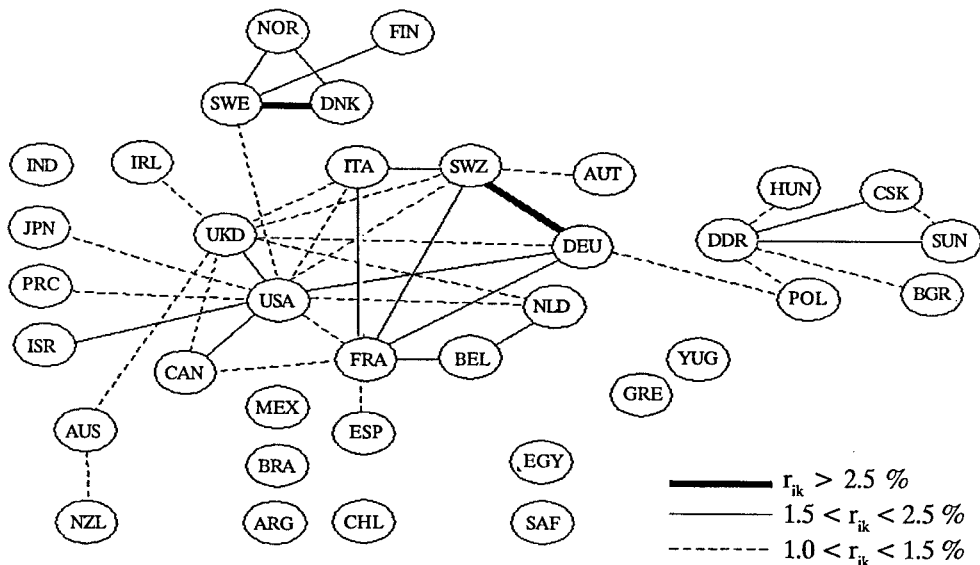 NOR FIN
SWE DNK
IND IRL ITA SWZ AUT
HUN CSK
JPN UKD DEU DDR SUN
PRC USA NLD POL BGR
ISR CAN FRA BEL YUG
GRE
MEX
AUS ESP
BRA EGY
NZL ARG CHL SAF
r_ik > 2.5 %
1.5 < r_ik < 2.5 %
1.0 < r_ik < 1.5 %